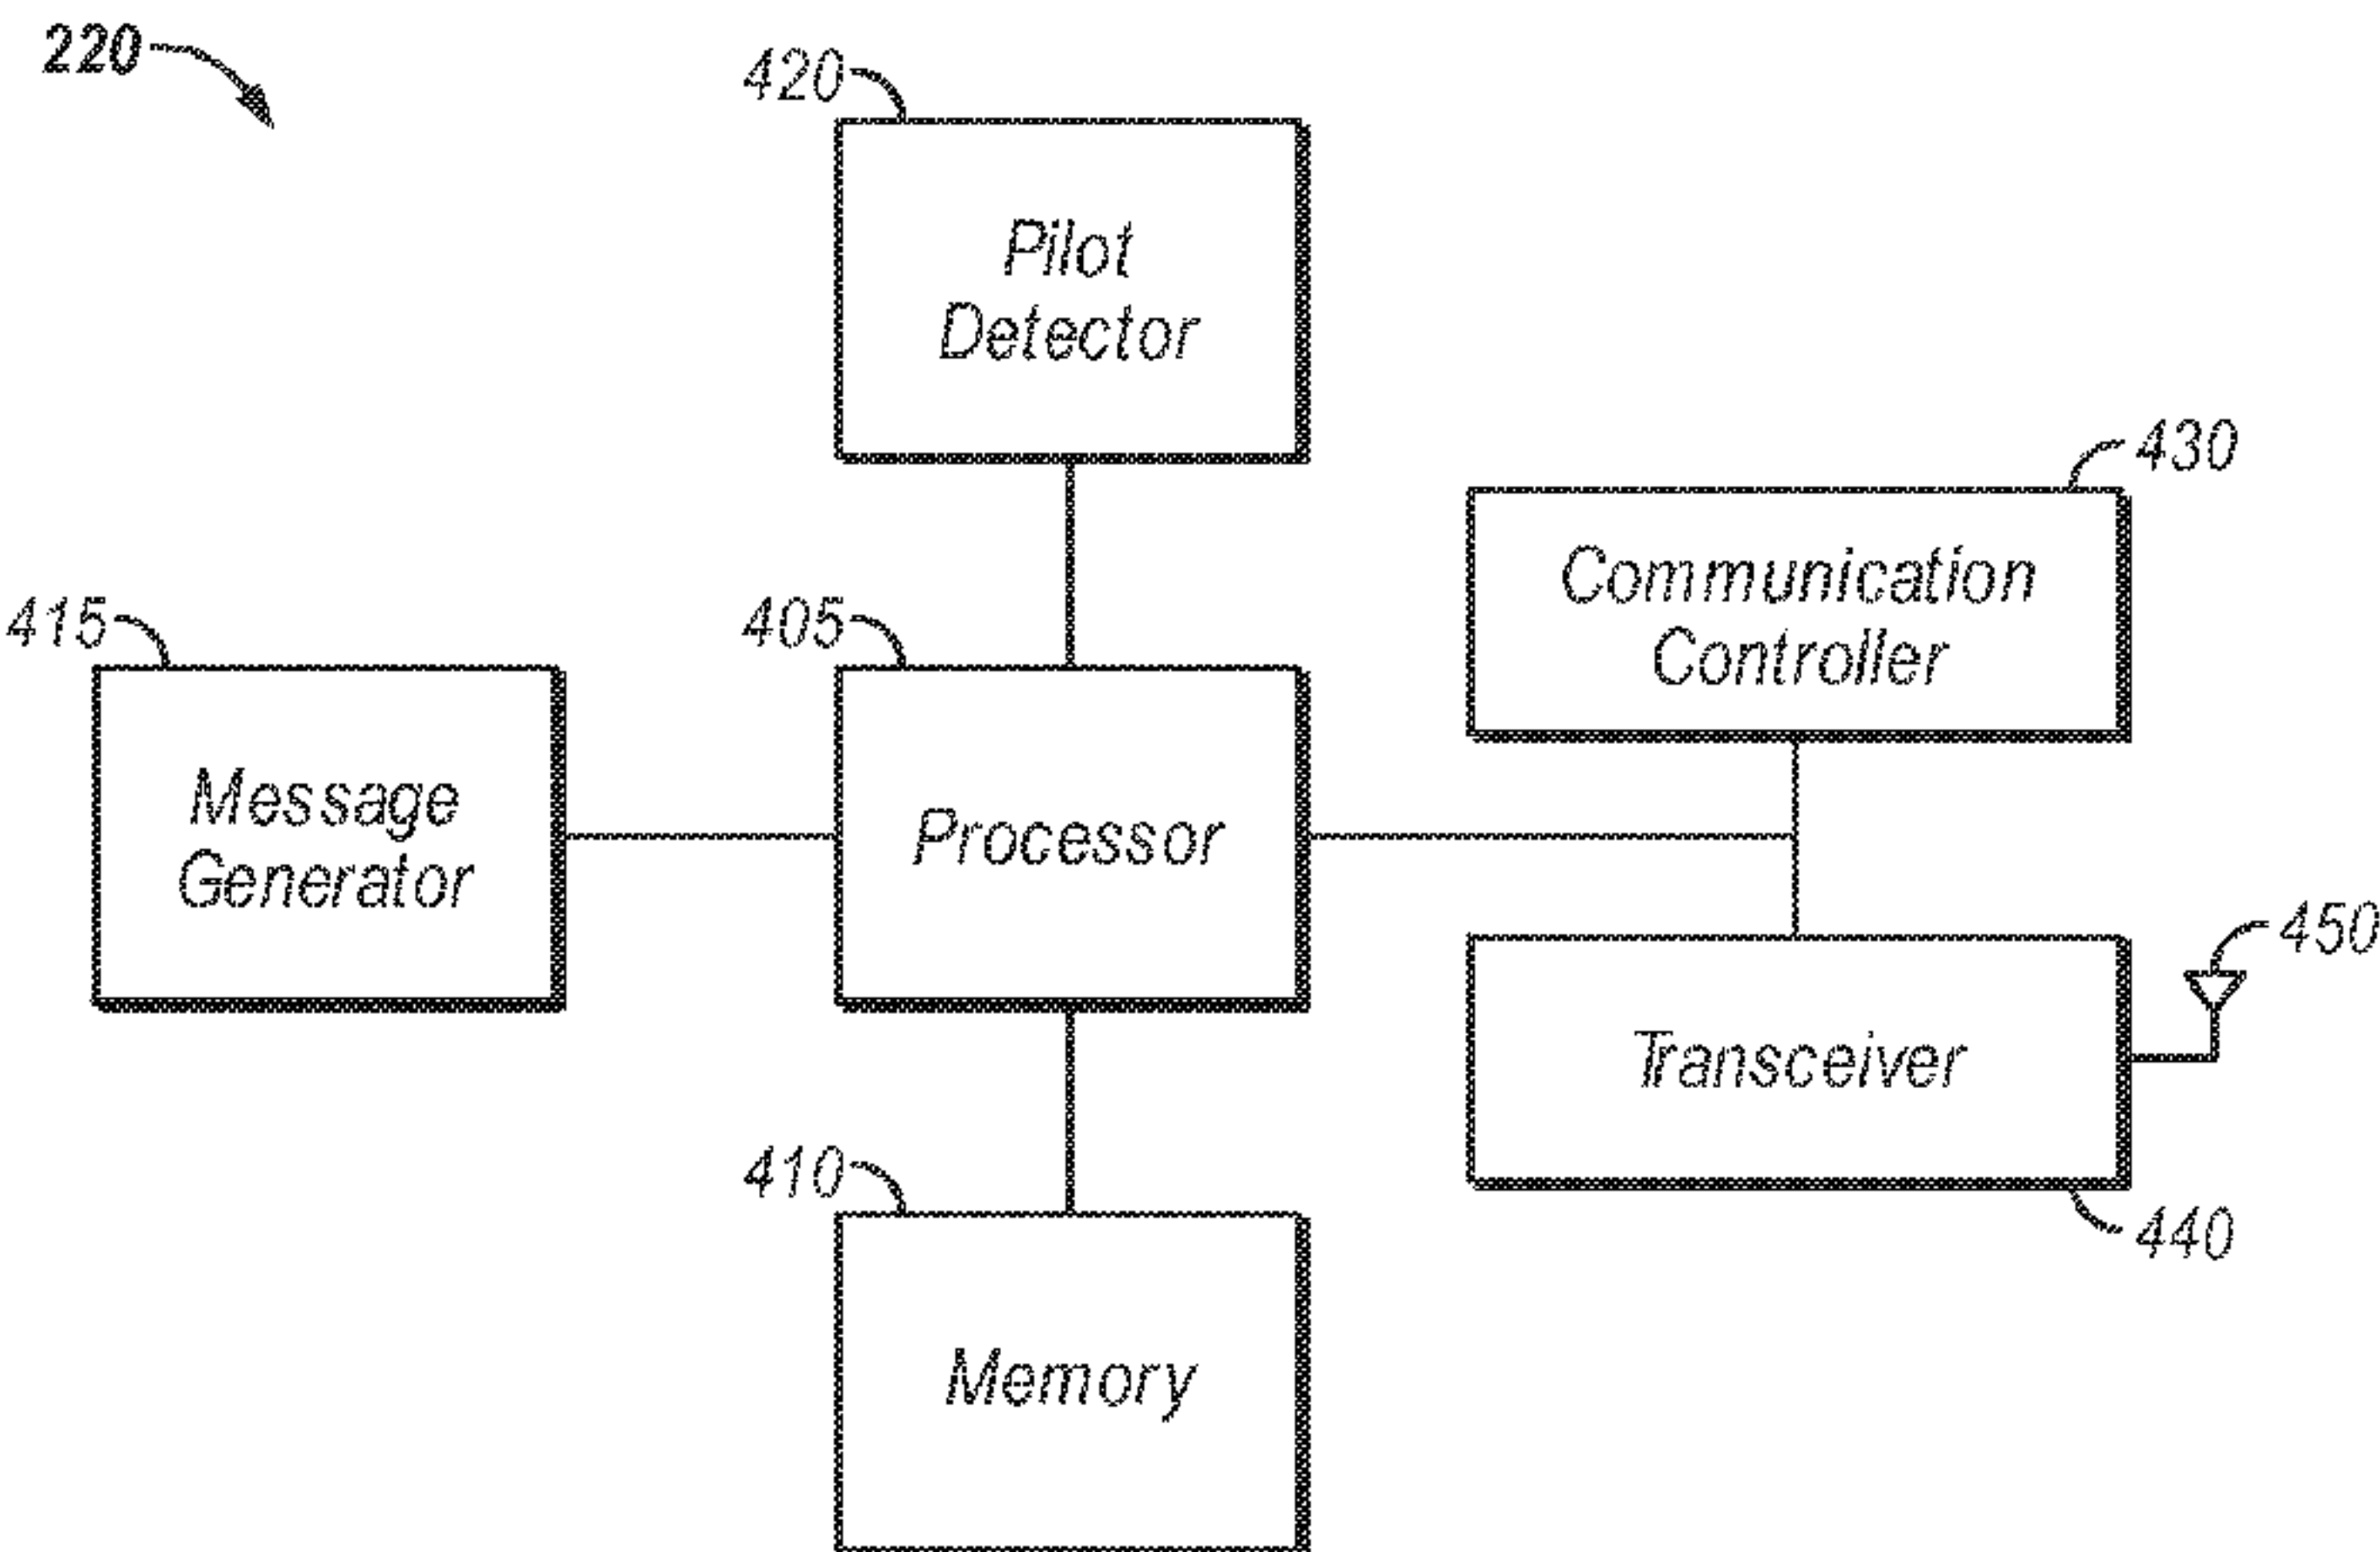 220
420
Pilot
Detector
430
Communication
Controller
415
Message
Generator
405
Processor
450
Transceiver
440
410
Memory